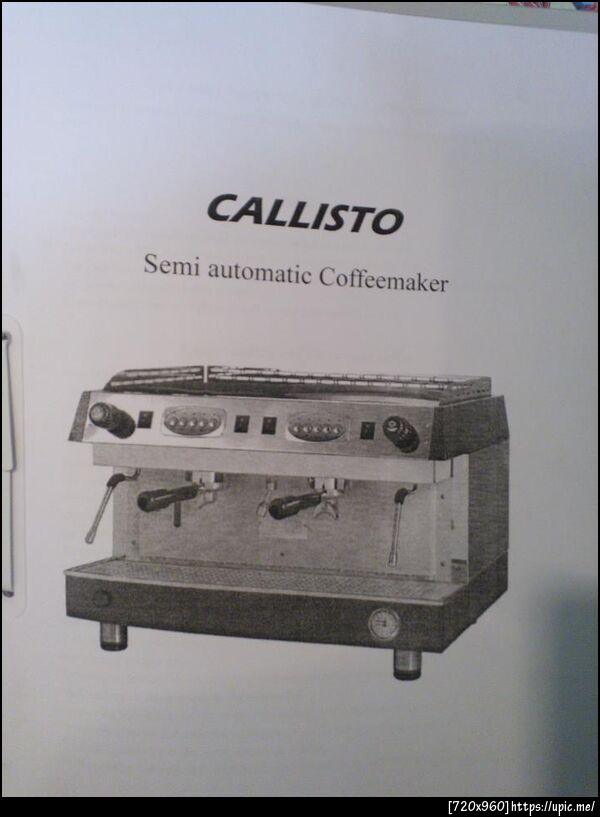 CALLISTO
Semi automatic Coffeemaker
[720x960]https://upic.me/